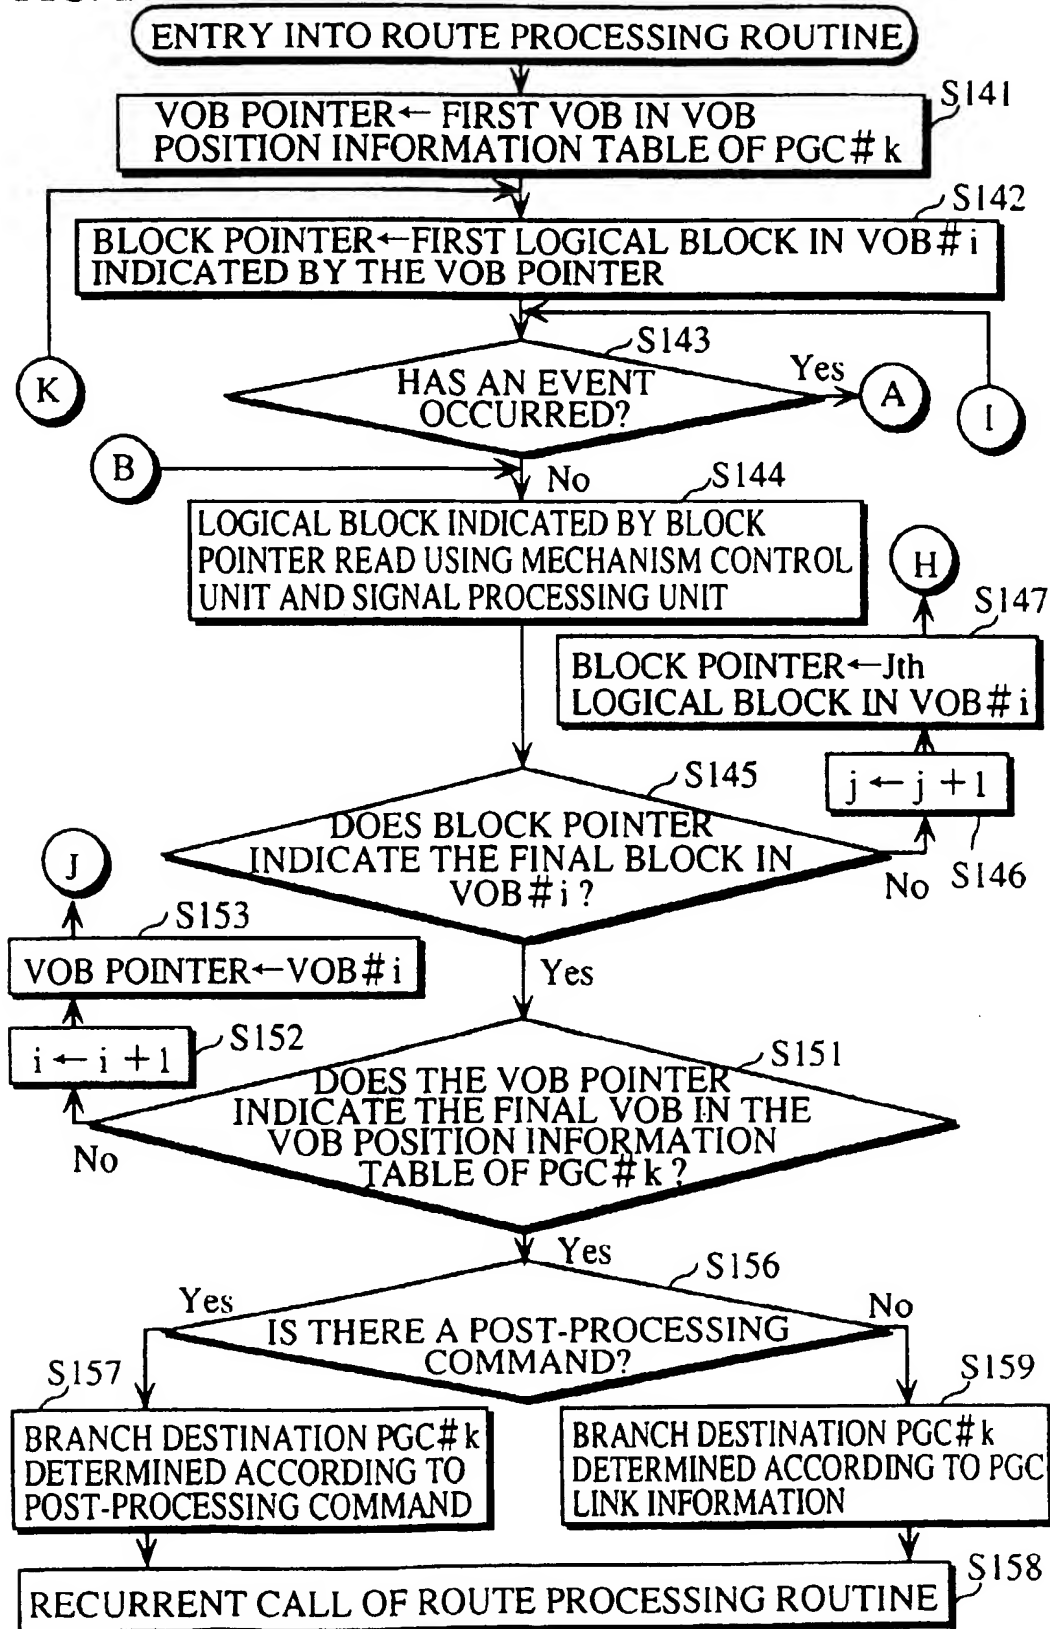 ENTRY INTO ROUTE PROCESSING ROUTINE
S141
VOB POINTER←FIRST VOB IN VOB
POSITION INFORMATION TABLE OF PGC#k
S142
BLOCK POINTER←FIRST LOGICAL BLOCK IN VOB#i
INDICATED BY THE VOB POINTER
S143
HAS AN EVENT
OCCURRED?
Yes
A
K
I
B
No
S144
LOGICAL BLOCK INDICATED BY BLOCK
POINTER READ USING MECHANISM CONTROL
UNIT AND SIGNAL PROCESSING UNIT
H
S147
BLOCK POINTER←Jth
LOGICAL BLOCK IN VOB#i
j←j+1
S146
S145
DOES BLOCK POINTER
INDICATE THE FINAL BLOCK IN
VOB#i?
No
Yes
J
S153
VOB POINTER←VOB#i
S152
i←i+1
No
S151
DOES THE VOB POINTER
INDICATE THE FINAL VOB IN THE
VOB POSITION INFORMATION
TABLE OF PGC#k?
Yes
S156
IS THERE A POST-PROCESSING
COMMAND?
Yes
No
S157
BRANCH DESTINATION PGC#k
DETERMINED ACCORDING TO
POST-PROCESSING COMMAND
S159
BRANCH DESTINATION PGC#k
DETERMINED ACCORDING TO PGC
LINK INFORMATION
S158
RECURRENT CALL OF ROUTE PROCESSING ROUTINE